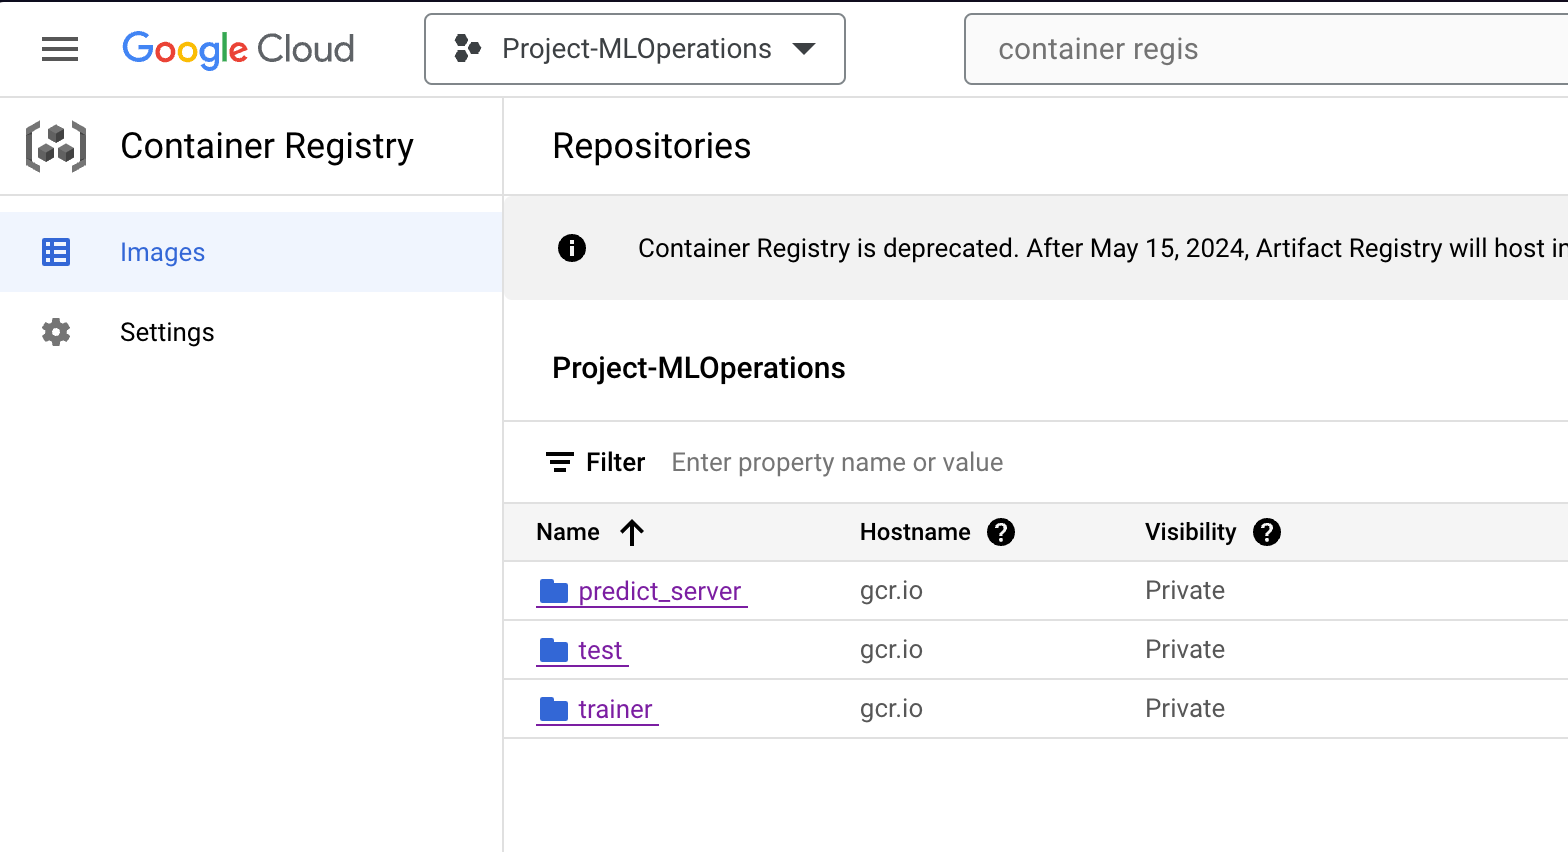 Google Cloud
Project-MLOperations
container regis
Container Registry
Repositories
Images
Settings
Container Registry is deprecated. After May 15, 2024, Artifact Registry will host
Project-MLOperations
Filter Enter property name or value
Name Hostname Visibility
predict_server gcr.io Private
test gcr.io Private
trainer gcr.io Private